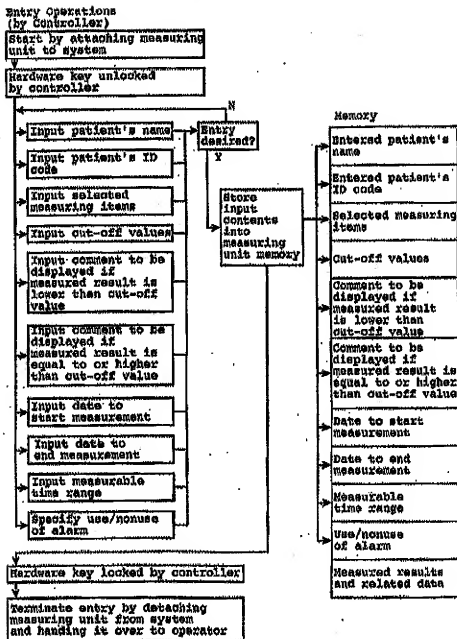 Entry Operations
(by Controller)
Start by attaching measuring
unit to system
Hardware key unlocked
by controller
N
Input patient's name
Entry
desired?
Y
Input patient's ID
code
Input selected
measuring items
Input cut-off values
Input comment to be
displayed if
measured result is
lower than cut-off
value
Input comment to be
displayed if
measured result is
equal to or higher
than cut-off value
Input date to
start measurement
Input date to
end measurement
Input measurable
time range
Specify use/nonuse
of alarm
Store
input
contents
into
measuring
unit memory
Memory
Entered patient's
name
Entered patient's
ID code
Selected measuring
items
Cut-off values
Comment to be
displayed if
measured result
is lower than
cut-off value
Comment to be
displayed if
measured result is
equal to or higher
than cut-off value
Date to start
measurement
Date to end
measurement
Measurable
time range
Use/nonuse
of alarm
Measured results
and related data
Hardware key locked by controller
Terminate entry by detaching
measuring unit from system
and handing it over to operator